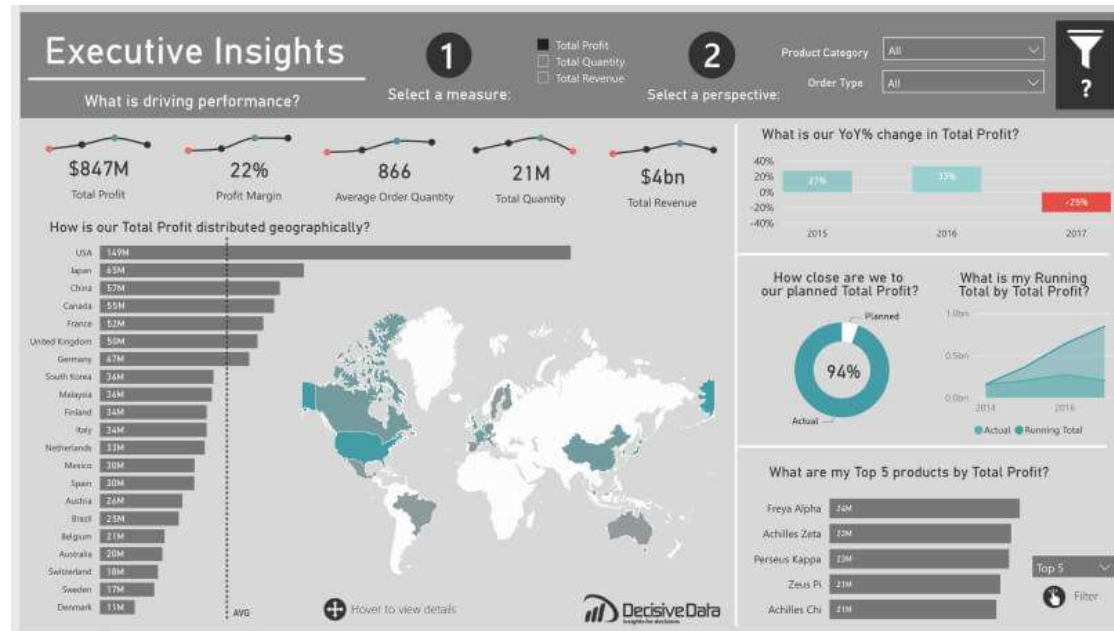 Executive Insights
What is driving performance?
1
Select a measure:
Total Profit
Total Quantity
Total Revenue
2
Select a perspective:
Product Category
All
Order Type
All
?
$847M
Total Profit
22%
Profit Margin
866
Average Order Quantity
21M
Total Quantity
$4bn
Total Revenue
How is our Total Profit distributed geographically?
USA 149M
Japan 65M
China 57M
Canada 55M
France 52M
United Kingdom 50M
Germany 47M
South Korea 36M
Malaysia 36M
Finland 34M
Italy 34M
Netherlands 33M
Mexico 30M
Spain 30M
Austria 26M
Brazil 25M
Belgium 21M
Australia 20M
Switzerland 18M
Sweden 17M
Denmark 11M
AVG
Hover to view details
Decisive Data
Insights for decisions
What is our YoY% change in Total Profit?
40%
20%
0%
-20%
-40%
27%
33%
-25%
2015
2016
2017
How close are we to
our planned Total Profit?
Planned
94%
Actual
What is my Running
Total by Total Profit?
1.0bn
0.5bn
0.0bn
2014
2016
Actual
Running Total
What are my Top 5 products by Total Profit?
Freya Alpha 24M
Achilles Zeta 23M
Perseus Kappa 23M
Zeus Pi 21M
Achilles Chi 21M
Top 5
Filter